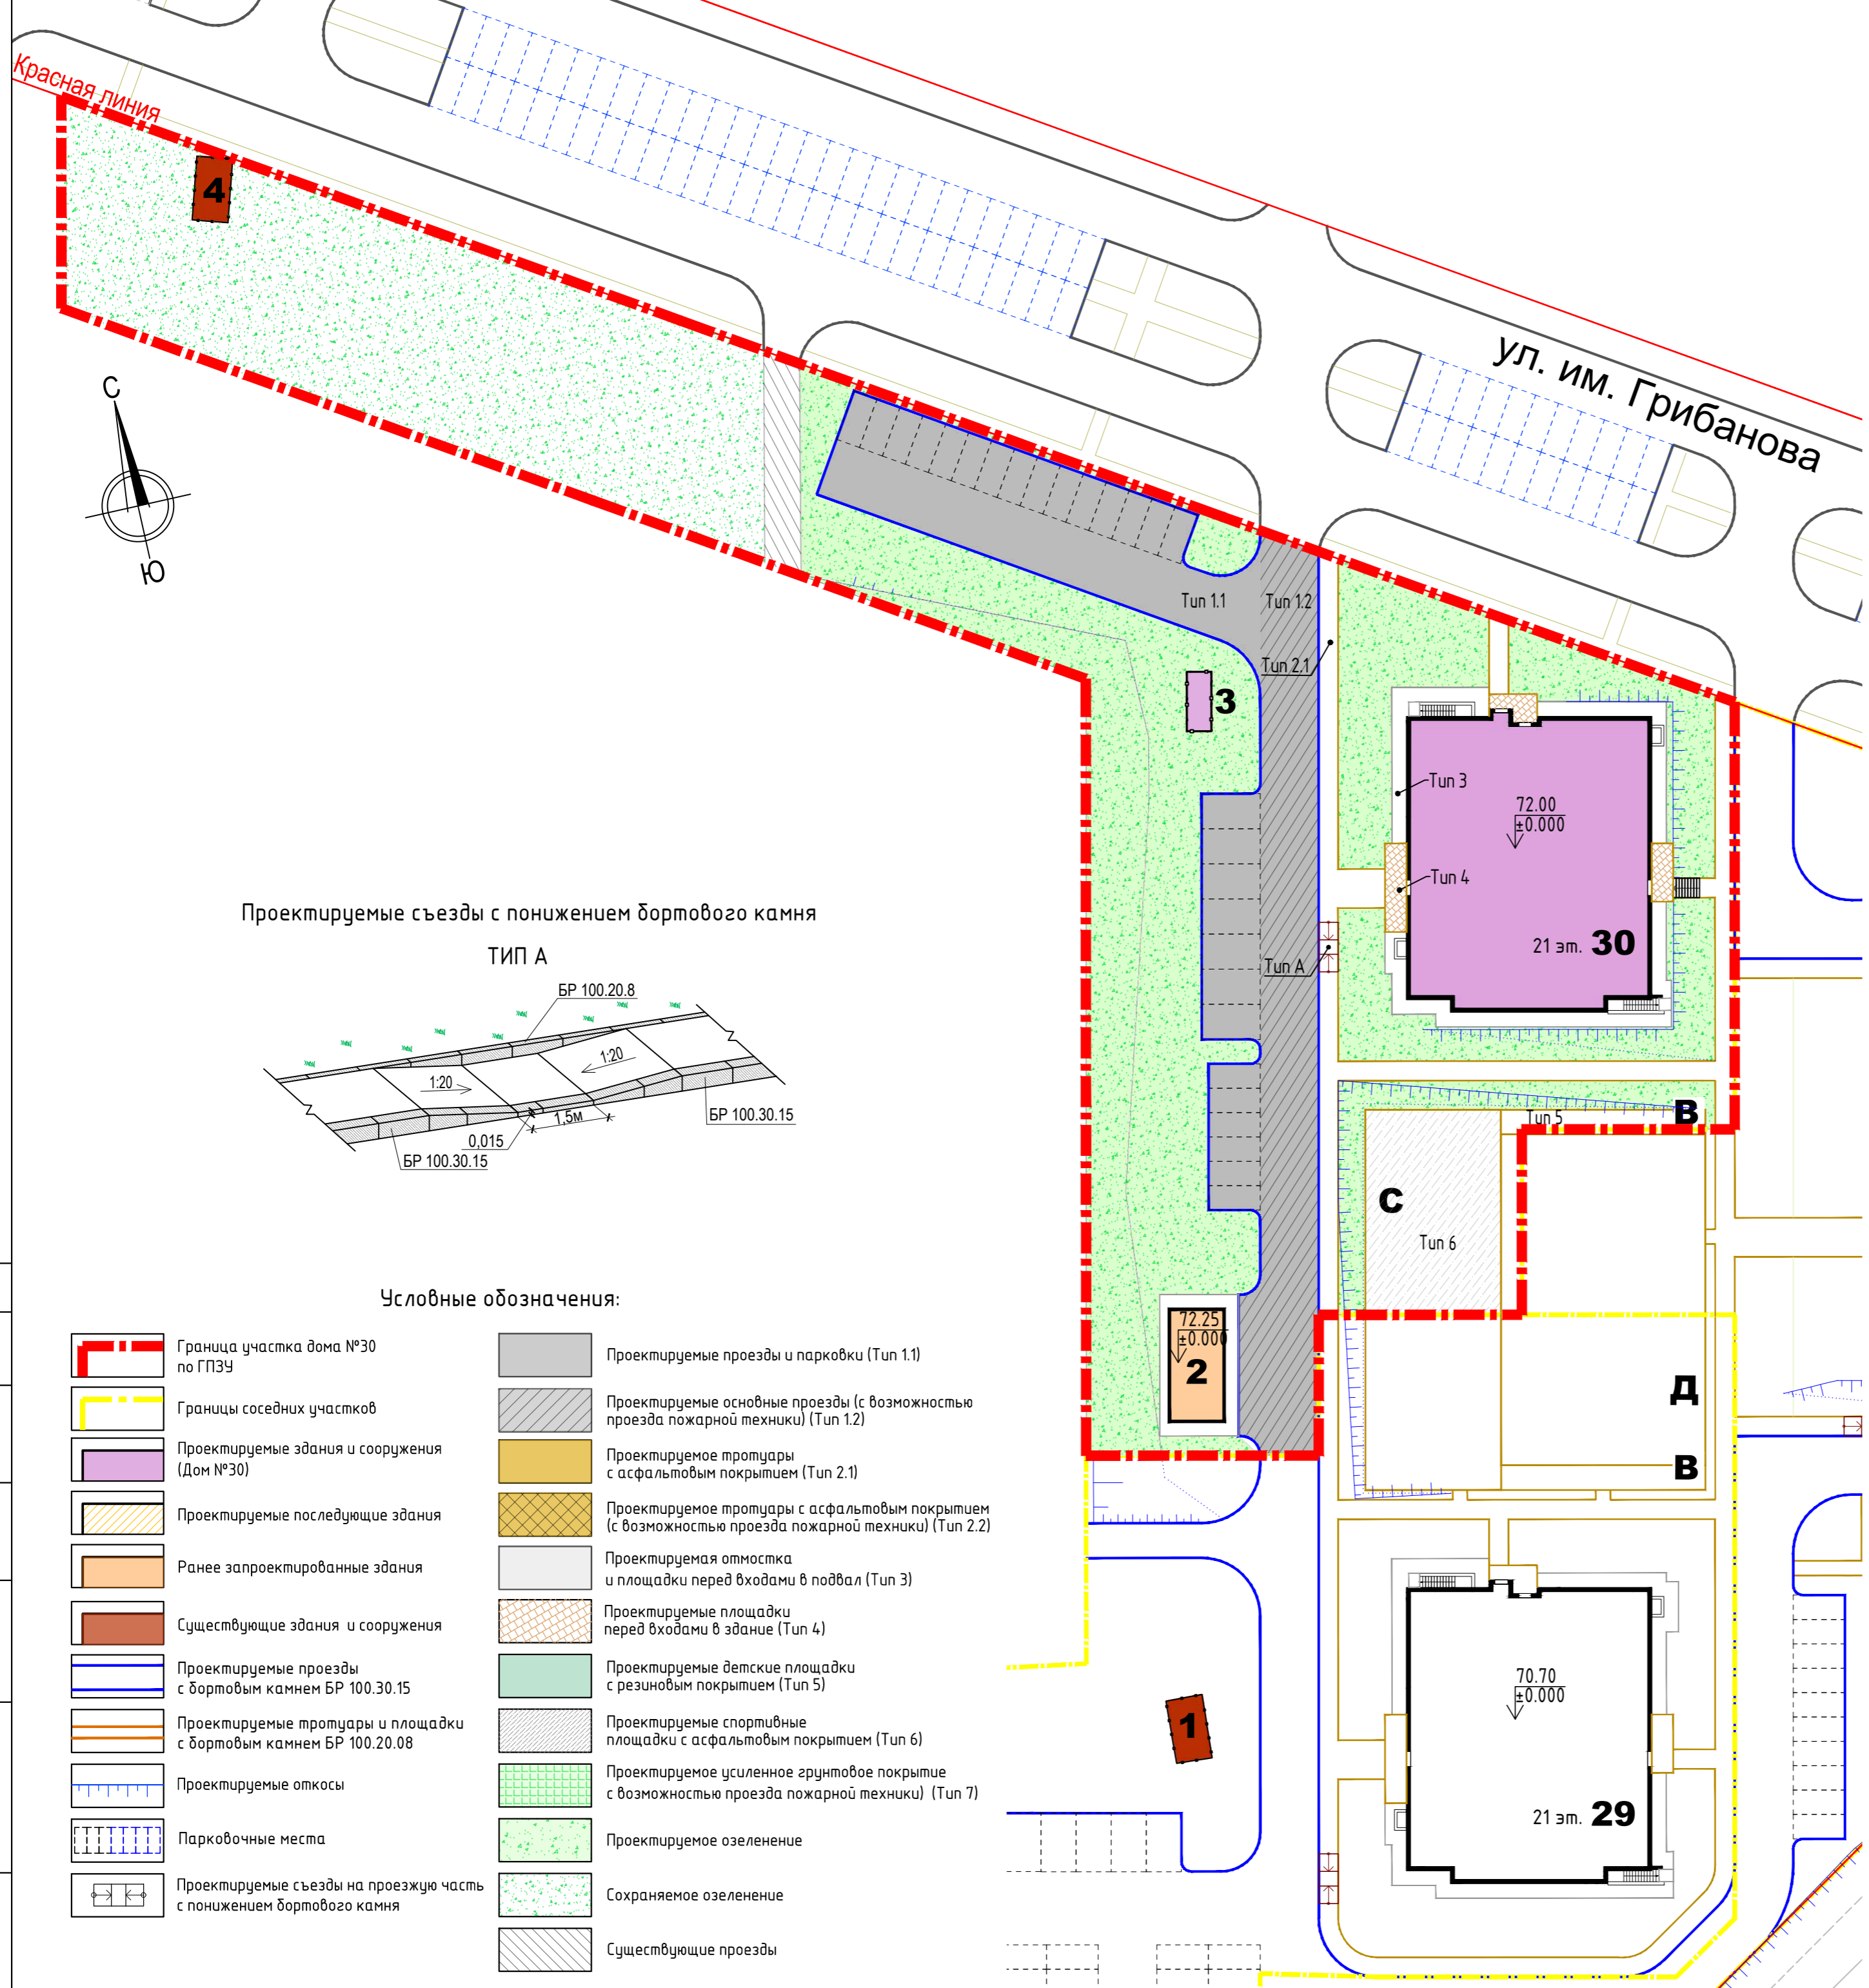 Красная линия
4
ул. им. Грибанова
С
Ю
Тип 1.1
Тип 1.2
Тип 2.1
3
Тип 3
72.00
±0.000
Тип 4
21 эт. 30
Тип А
Проектируемые съезды с понижением бортового камня
ТИП А
БР 100.20.8
1:20
1:20
1,5м
0,015
БР 100.30.15
БР 100.30.15
Тип 5
В
С
Тип 6
72.25
±0.000
2
Д
В
1
70.70
±0.000
21 эт. 29
Условные обозначения:
Граница участка дома №30
по ГПЗУ
Границы соседних участков
Проектируемые здания и сооружения
(Дом №30)
Проектируемые последующие здания
Ранее запроектированные здания
Существующие здания и сооружения
Проектируемые проезды
с бортовым камнем БР 100.30.15
Проектируемые тротуары и площадки
с бортовым камнем БР 100.20.08
Проектируемые откосы
Парковочные места
Проектируемые съезды на проезжую часть
с понижением бортового камня
Проектируемые проезды и парковки (Тип 1.1)
Проектируемые основные проезды (с возможностью
проезда пожарной техники) (Тип 1.2)
Проектируемое тротуары
с асфальтовым покрытием (Тип 2.1)
Проектируемое тротуары с асфальтовым покрытием
(с возможностью проезда пожарной техники) (Тип 2.2)
Проектируемая отмостка
и площадки перед входами в подвал (Тип 3)
Проектируемые площадки
перед входами в здание (Тип 4)
Проектируемые детские площадки
с резиновым покрытием (Тип 5)
Проектируемые спортивные
площадки с асфальтовым покрытием (Тип 6)
Проектируемое усиленное грунтовое покрытие
с возможностью проезда пожарной техники) (Тип 7)
Проектируемое озеленение
Сохраняемое озеленение
Существующие проезды